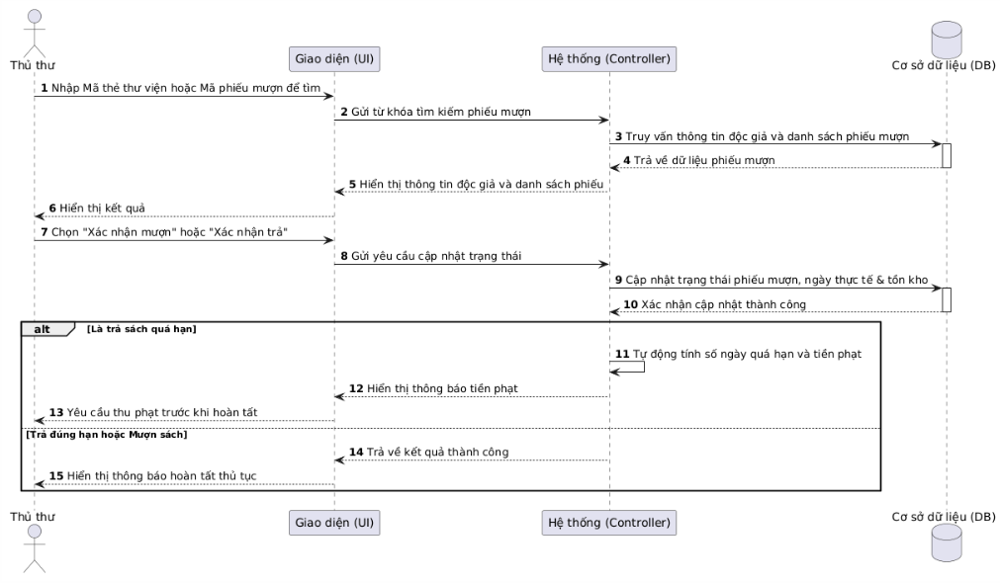 Thủ thư
Giao diện (UI)
Hệ thống (Controller)
Cơ sở dữ liệu (DB)
1 Nhập Mã thẻ thư viện hoặc Mã phiếu mượn để tìm
2 Gửi từ khóa tìm kiếm phiếu mượn
3 Truy vấn thông tin độc giả và danh sách phiếu mượn
4 Trả về dữ liệu phiếu mượn
5 Hiển thị thông tin độc giả và danh sách phiếu
6 Hiển thị kết quả
7 Chọn "Xác nhận mượn" hoặc "Xác nhận trả"
8 Gửi yêu cầu cập nhật trạng thái
9 Cập nhật trạng thái phiếu mượn, ngày thực tế & tồn kho
10 Xác nhận cập nhật thành công
alt [Là trả sách quá hạn]
11 Tự động tính số ngày quá hạn và tiền phạt
12 Hiển thị thông báo tiền phạt
13 Yêu cầu thu phạt trước khi hoàn tất
[Trả đúng hạn hoặc Mượn sách]
14 Trả về kết quả thành công
15 Hiển thị thông báo hoàn tất thủ tục
Thủ thư
Giao diện (UI)
Hệ thống (Controller)
Cơ sở dữ liệu (DB)